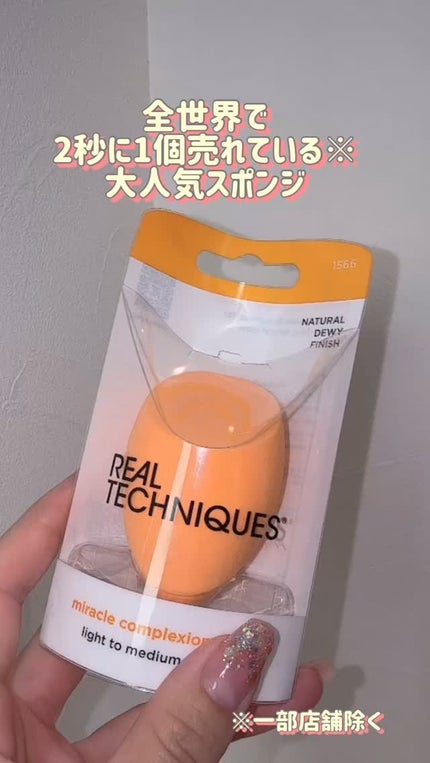 全世界で
2秒に1個売れている※
大人気スポンジ
1566
NATURAL
DEWY
FINISH
REAL
TECHNIQUES®
miracle complexion
light to medium
※一部店舗除く